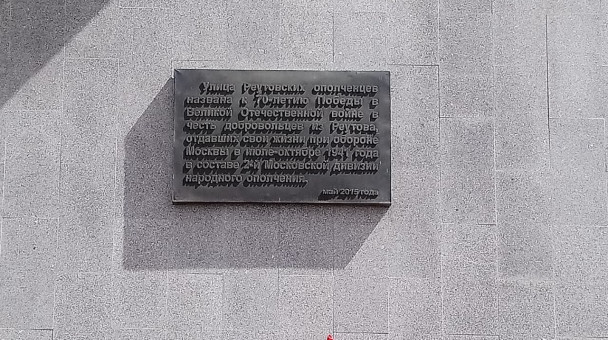 Улица Реутовских ополченцев
названа к 70-летию Победы в
Великой Отечественной войне в
честь добровольцев из Реутова,
отдавших свои жизни при обороне
Москвы в июле-октябре 1941 года
в составе 2-й Московской дивизии
народного ополчения.
май 2015 года